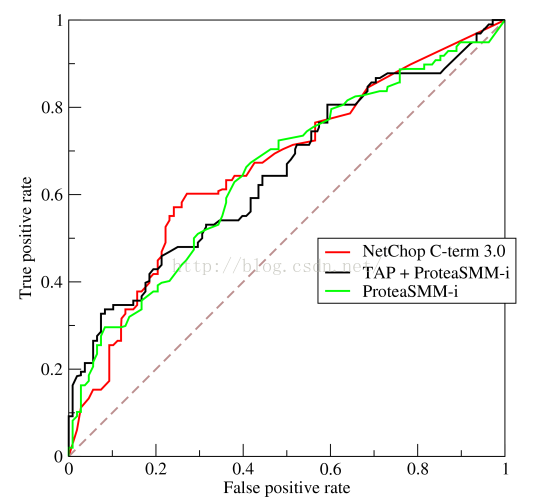 1
0.8
0.6
0.4
0.2
0
0
0.2
0.4
0.6
0.8
1
True positive rate
False positive rate
NetChop C-term 3.0
TAP + ProteaSMM-i
ProteaSMM-i
http://blog.csdn.net/